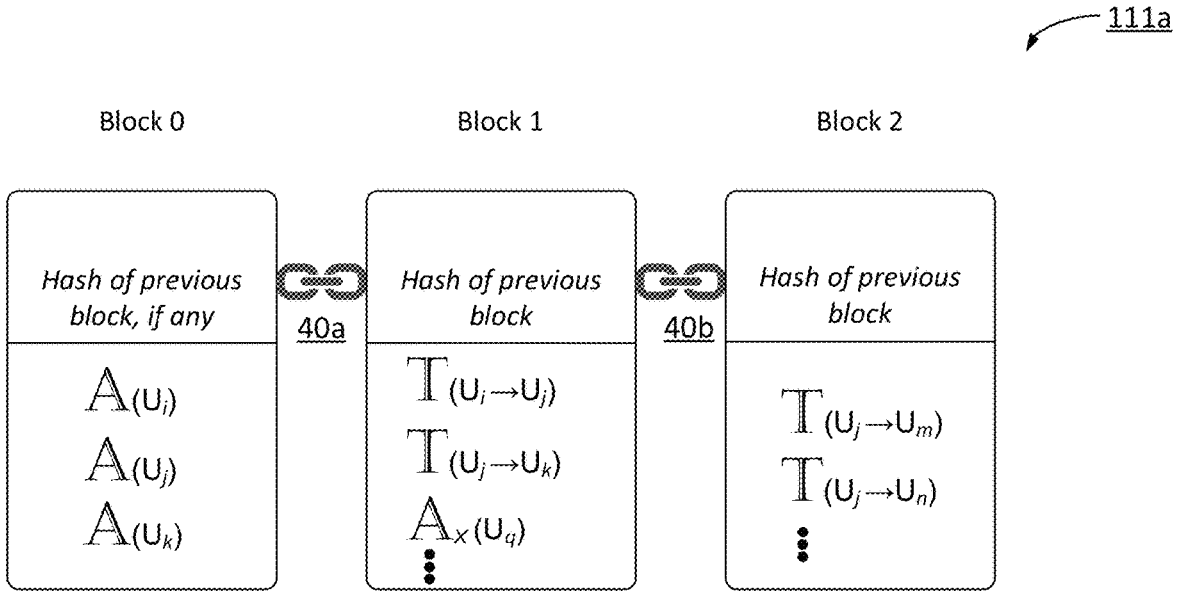 111a
Block 0
Block 1
Block 2
Hash of previous
block, if any
𝔸(Uᵢ)
𝔸(Uⱼ)
𝔸(Uₖ)
40a
Hash of previous
block
𝕋(Uᵢ→Uⱼ)
𝕋(Uⱼ→Uₖ)
𝔸ₓ(U_q)
40b
Hash of previous
block
𝕋(Uⱼ→Uₘ)
𝕋(Uⱼ→Uₙ)